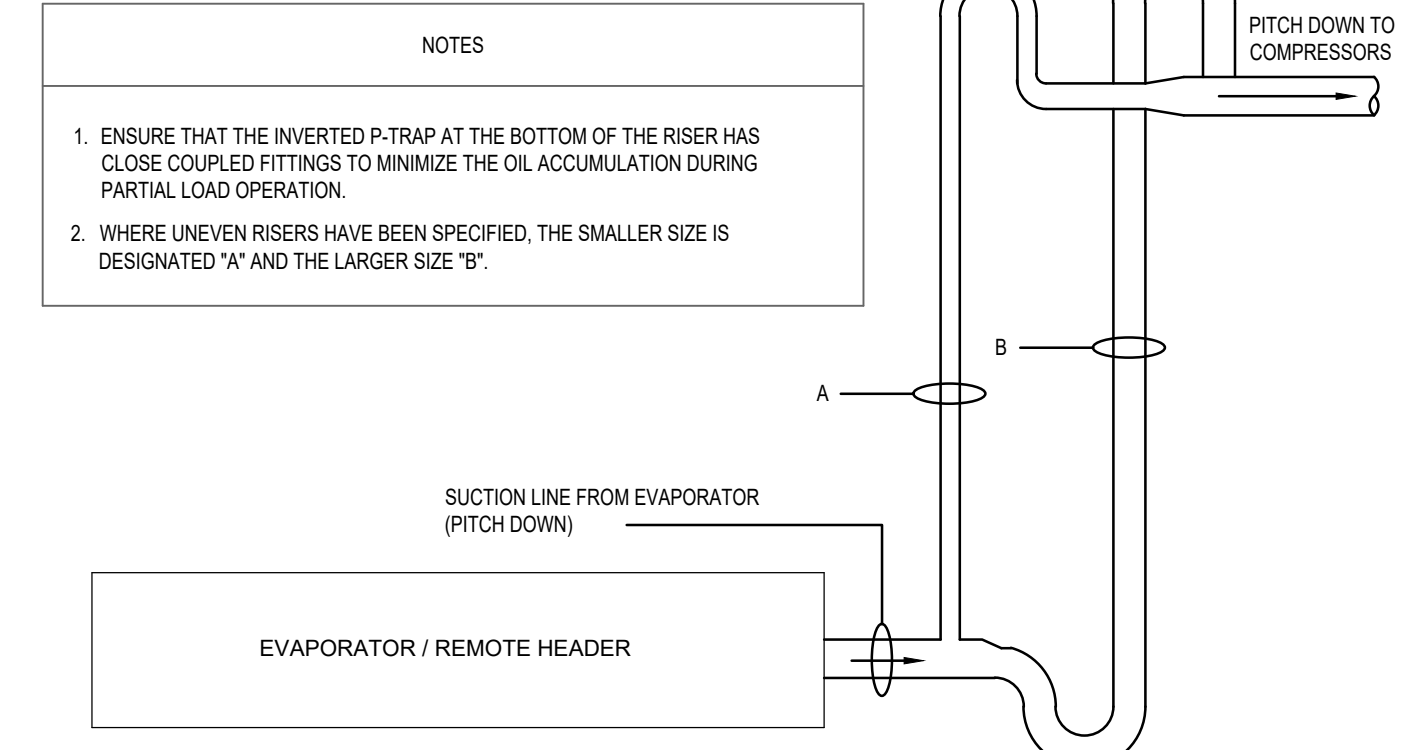 NOTES
1. ENSURE THAT THE INVERTED P-TRAP AT THE BOTTOM OF THE RISER HAS
CLOSE COUPLED FITTINGS TO MINIMIZE THE OIL ACCUMULATION DURING
PARTIAL LOAD OPERATION.
2. WHERE UNEVEN RISERS HAVE BEEN SPECIFIED, THE SMALLER SIZE IS
DESIGNATED "A" AND THE LARGER SIZE "B".
PITCH DOWN TO
COMPRESSORS
B
A
SUCTION LINE FROM EVAPORATOR
(PITCH DOWN)
EVAPORATOR / REMOTE HEADER